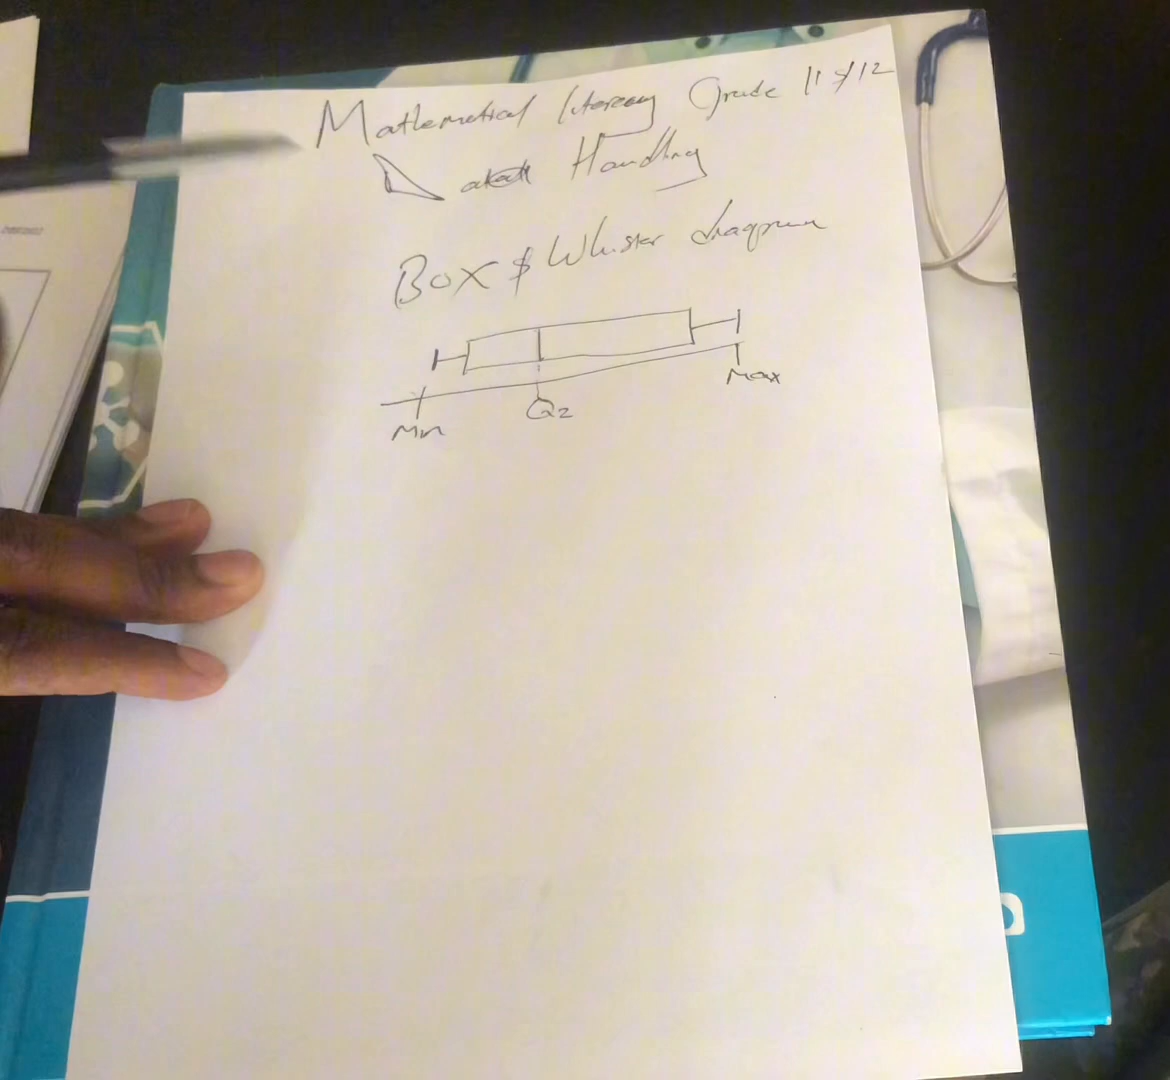 Mathematical literacy Grade 11 & 12
Data Handling
Box & Whisker diagram
Min Q2 Max